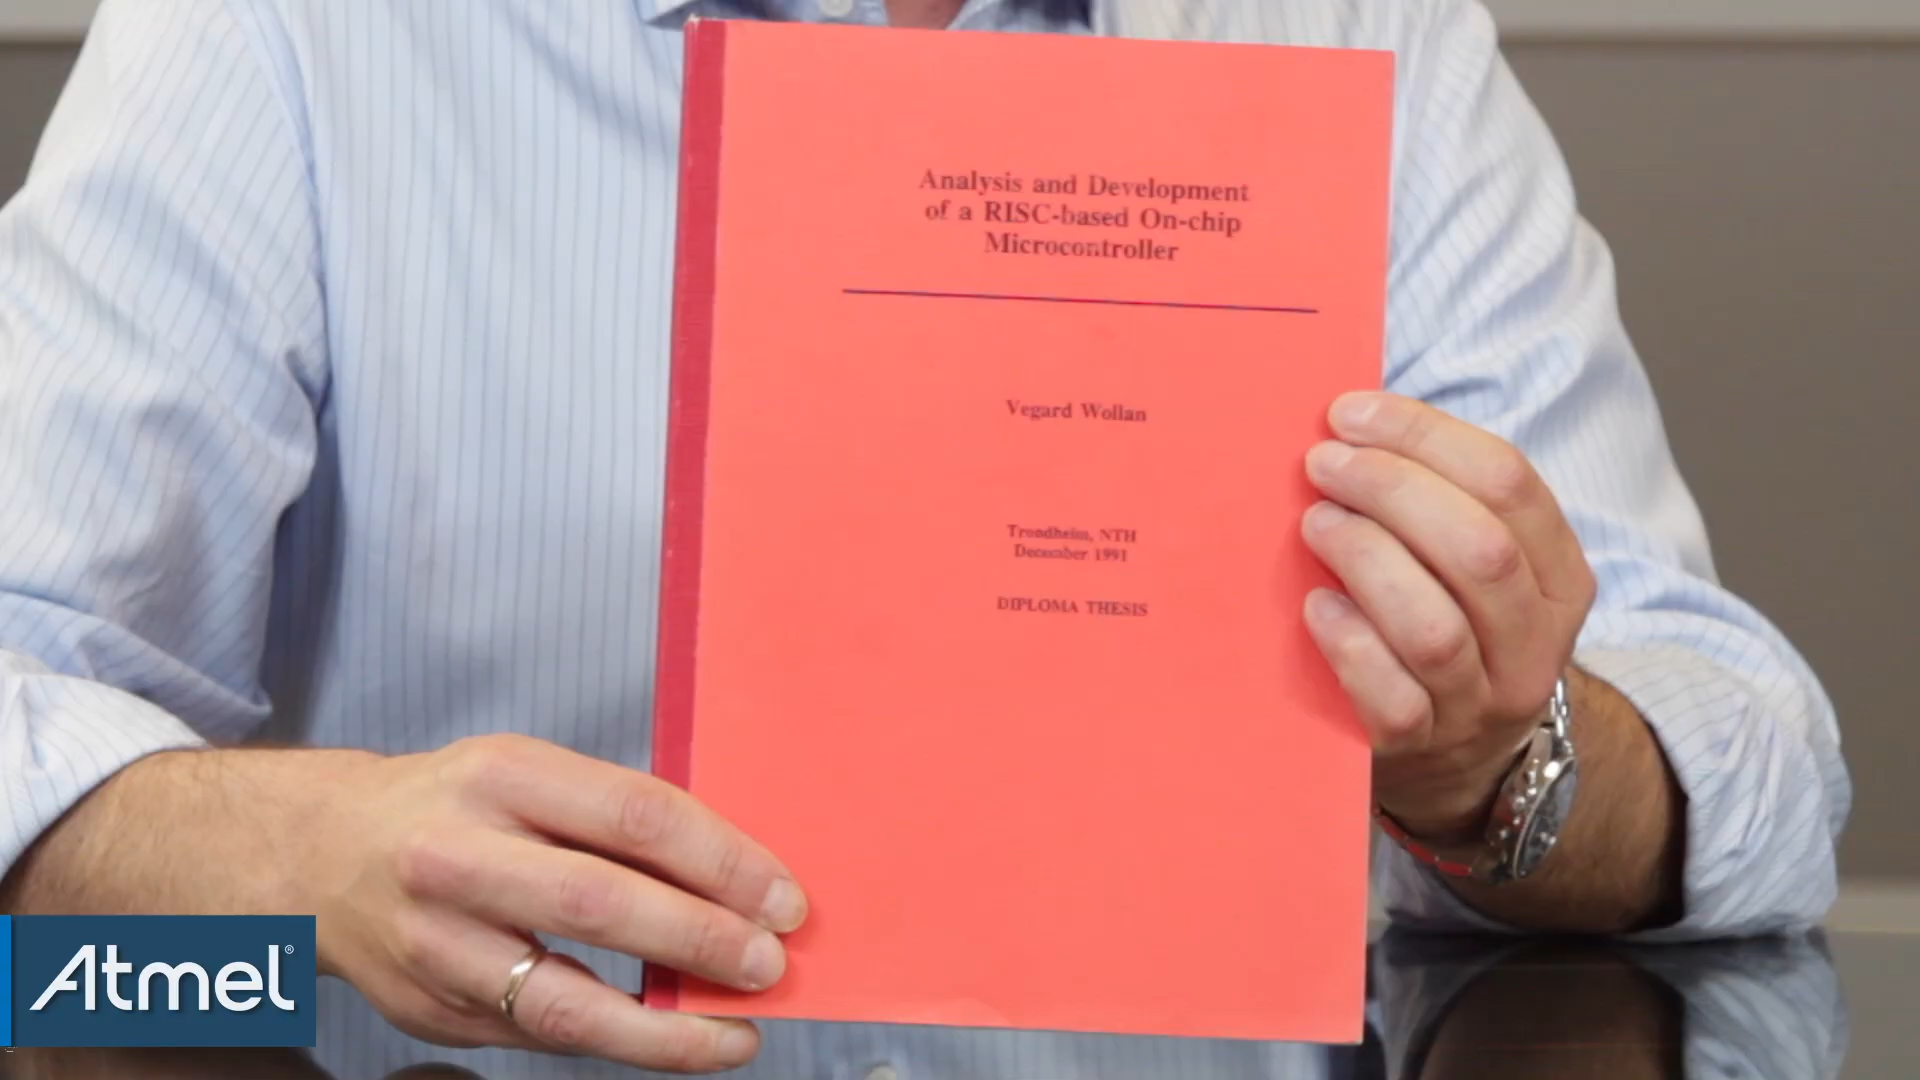 Analysis and Development
of a RISC-based On-chip
Microcontroller
Vegard Wollan
Trondheim, NTH
December 1991
DIPLOMA THESIS
Atmel®